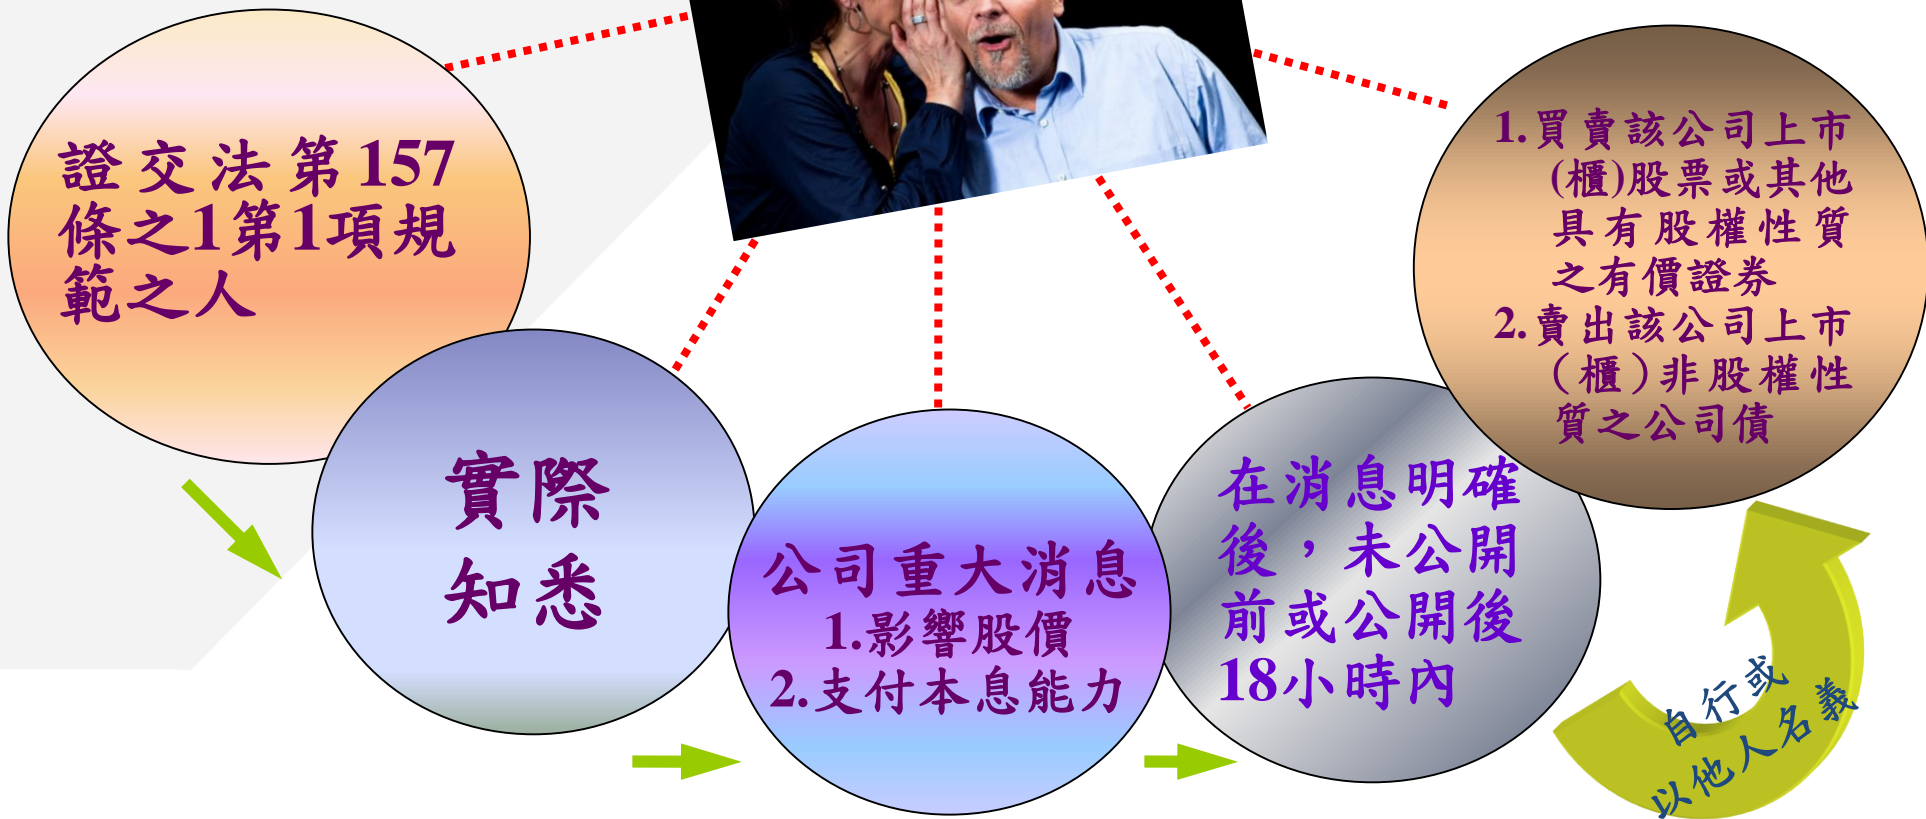 證交法第157
條之1第1項規
範之人
實際
知悉
公司重大消息
1.影響股價
2.支付本息能力
在消息明確
後，未公開
前或公開後
18小時內
1.買賣該公司上市
(櫃)股票或其他
具有股權性質
之有價證券
2.賣出該公司上市
（櫃）非股權性
質之公司債
自行或
以他人名義